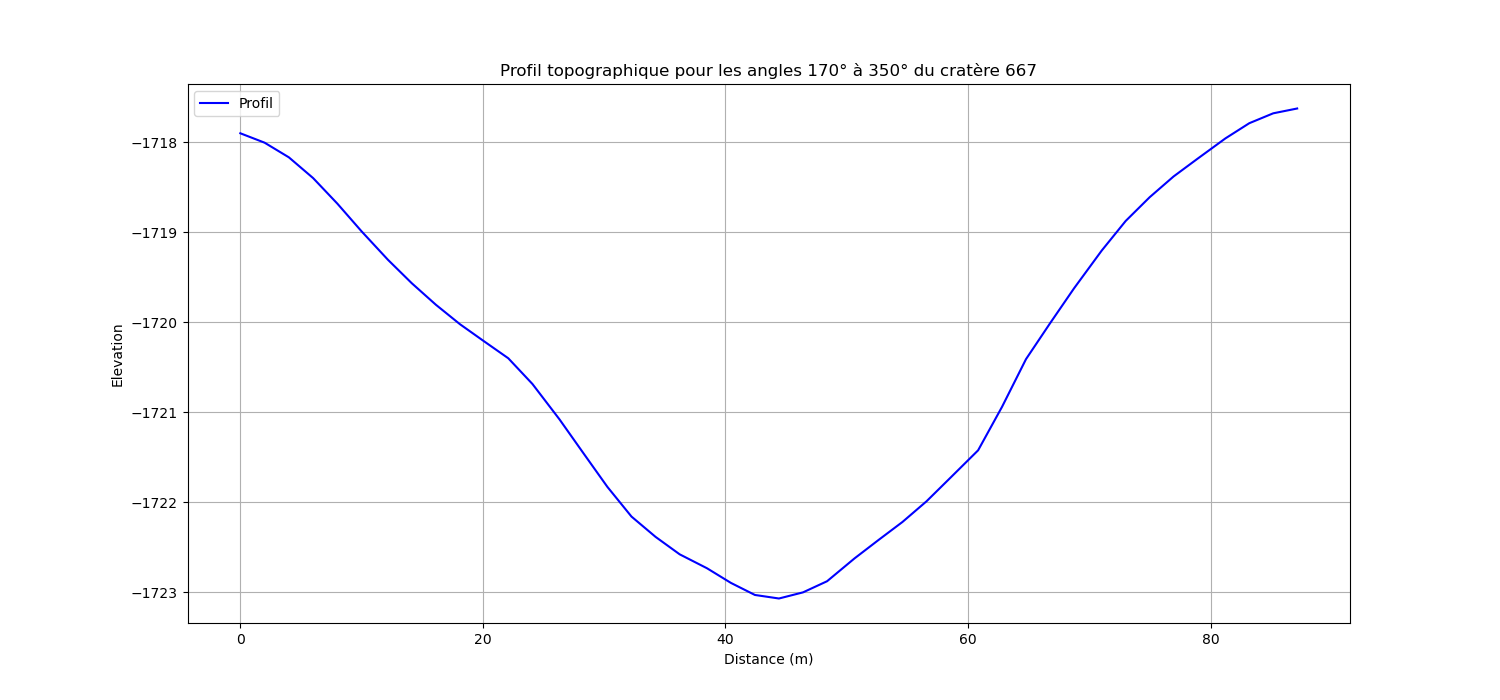 Profil topographique pour les angles 170° à 350° du cratère 667
Profil
−1718
−1719
−1720
−1721
−1722
−1723
Elevation
0 20 40 60 80
Distance (m)